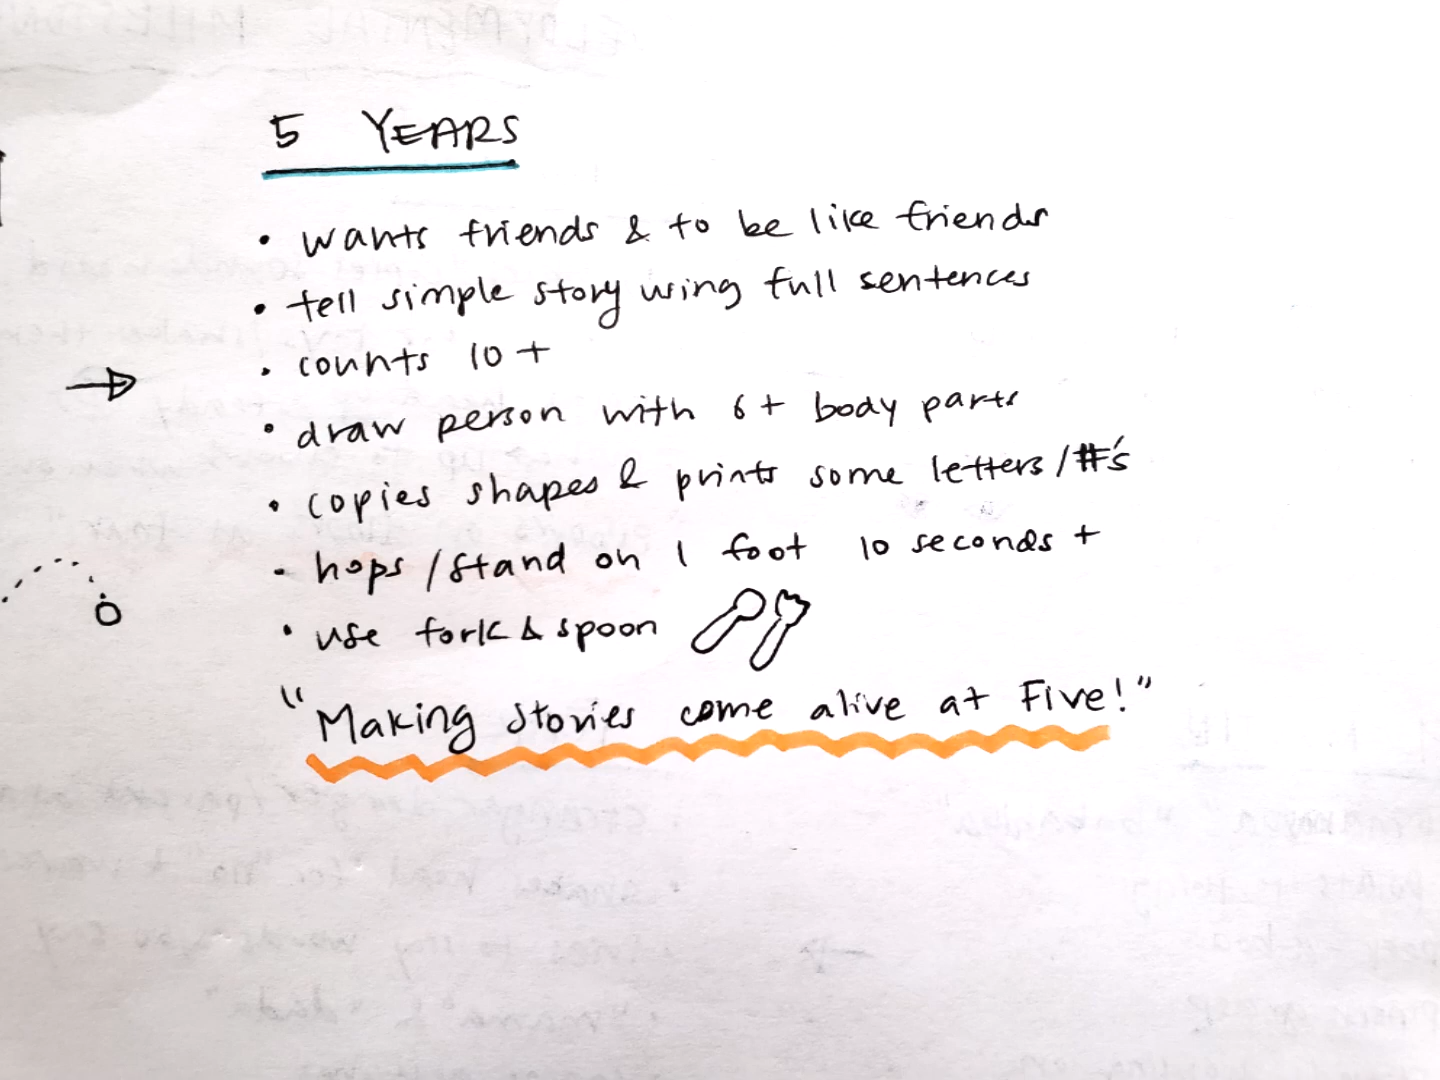 5 YEARS
• wants friends & to be like friends
• tell simple story using full sentences
• counts 10+
• draw person with 6+ body parts
• copies shapes & prints some letters/#'s
- hops/stand on 1 foot 10 seconds +
• use fork & spoon
"Making stories come alive at Five!"